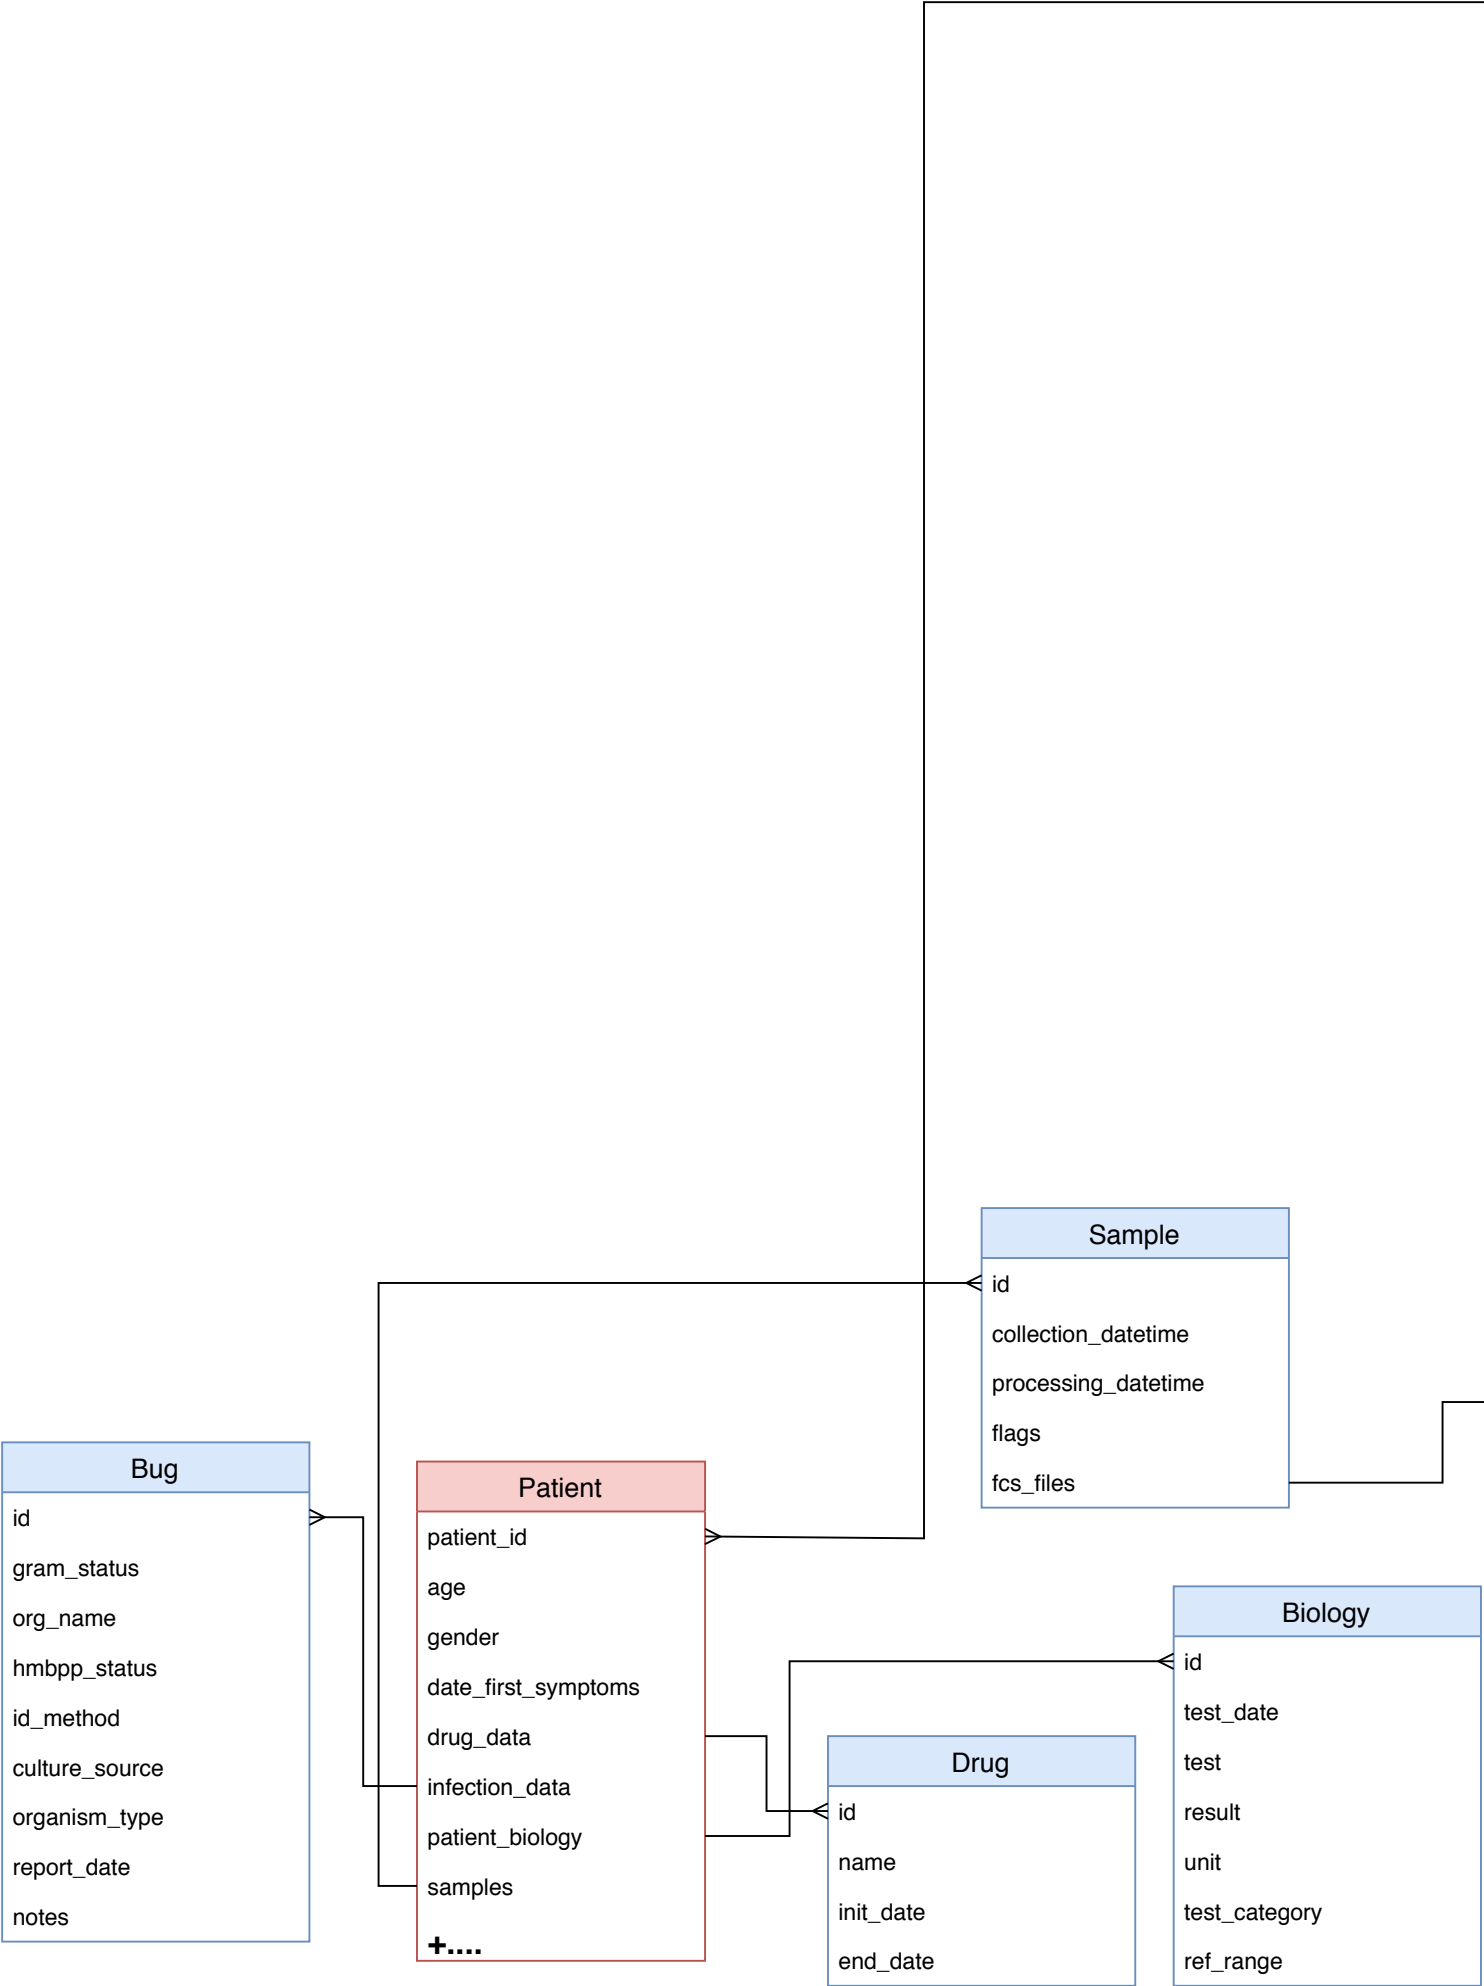 Sample
id
collection_datetime
processing_datetime
flags
fcs_files
Bug
id
gram_status
org_name
hmbpp_status
id_method
culture_source
organism_type
report_date
notes
Patient
patient_id
age
gender
date_first_symptoms
drug_data
infection_data
patient_biology
samples
+....
Drug
id
name
init_date
end_date
Biology
id
test_date
test
result
unit
test_category
ref_range